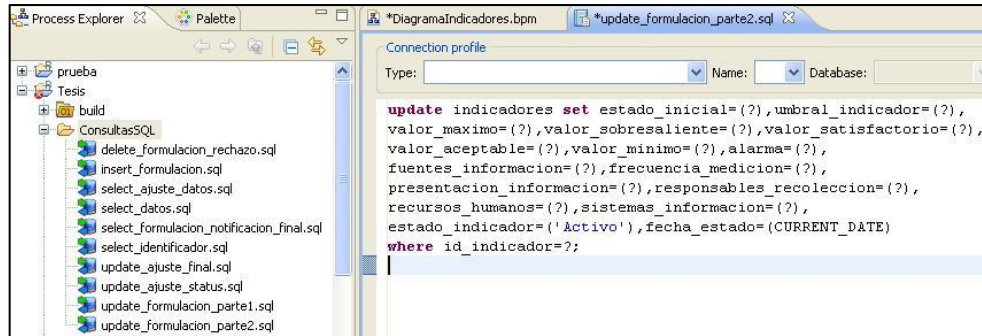 Process Explorer
Palette
*DiagramaIndicadores.bpm
*update_formulacion_parte2.sql
prueba
Tesis
build
ConsultasSQL
delete_formulacion_rechazo.sql
insert_formulacion.sql
select_ajuste_datos.sql
select_datos.sql
select_formulacion_notificacion_final.sql
select_identificador.sql
update_ajuste_final.sql
update_ajuste_status.sql
update_formulacion_parte1.sql
update_formulacion_parte2.sql
Connection profile
Type: Name: Database:
update indicadores set estado_inicial=(?),umbral_indicador=(?),
valor_maximo=(?),valor_sobresaliente=(?),valor_satisfactorio=(?),
valor_aceptable=(?),valor_minimo=(?),alarma=(?),
fuentes_informacion=(?),frecuencia_medicion=(?),
presentacion_informacion=(?),responsables_recoleccion=(?),
recursos_humanos=(?),sistemas_informacion=(?),
estado_indicador=('Activo'),fecha_estado=(CURRENT_DATE)
where id_indicador=?;